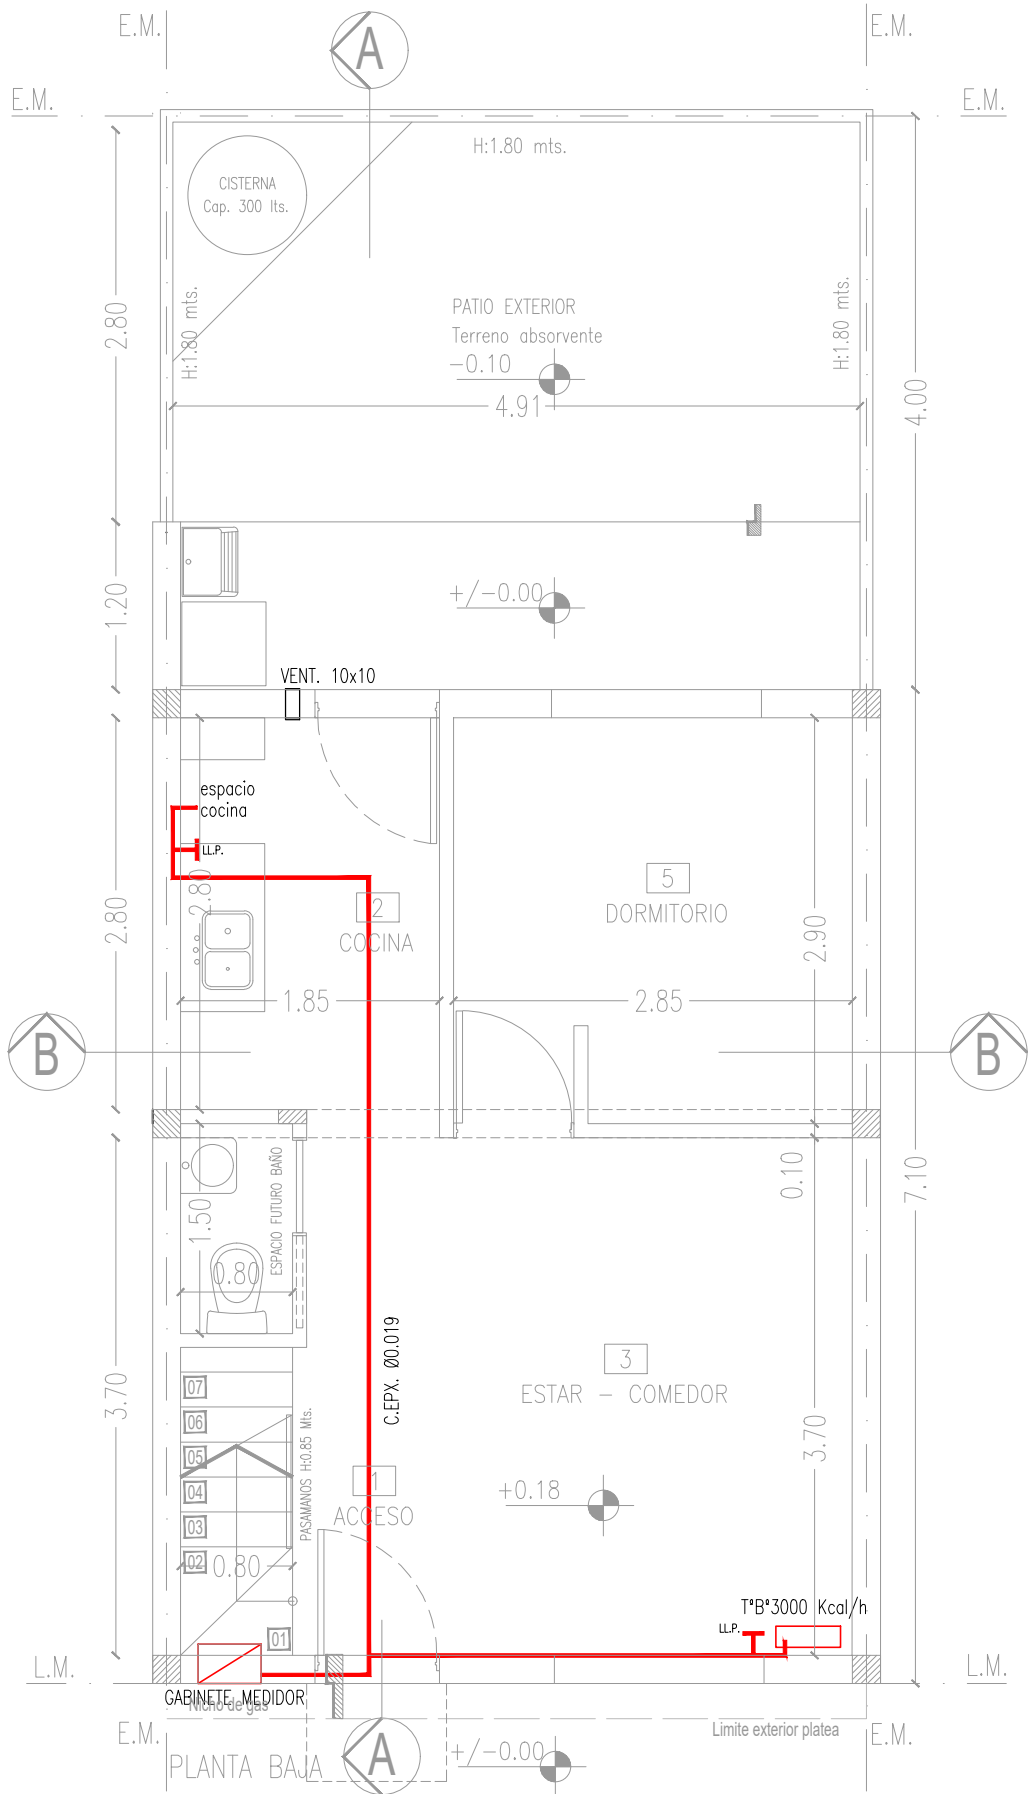 E.M.
E.M.
A
E.M.
E.M.
H:1.80 mts.
CISTERNA
Cap. 300 lts.
2.80
H:1.80 mts.
PATIO EXTERIOR
Terreno absorvente
-0.10
H:1.80 mts.
4.91
4.00
1.20
+/-0.00
VENT. 10x10
espacio
cocina
LL.P.
2.80
2.80
2
COCINA
5
DORMITORIO
2.90
1.85
2.85
B
B
ESPACIO FUTURO BAÑO
1.50
0.80
0.10
7.10
C.EPX. Ø0.019
3.70
3
ESTAR - COMEDOR
07
06
05
04
03
02
01
PASAMANOS H:0.85 Mts.
1
ACCESO
+0.18
3.70
0.80
T"B"3000 Kcal/h
LL.P.
L.M.
L.M.
GABINETE MEDIDOR
Nicho de gas
E.M.
Limite exterior platea
E.M.
PLANTA BAJA
A
+/-0.00